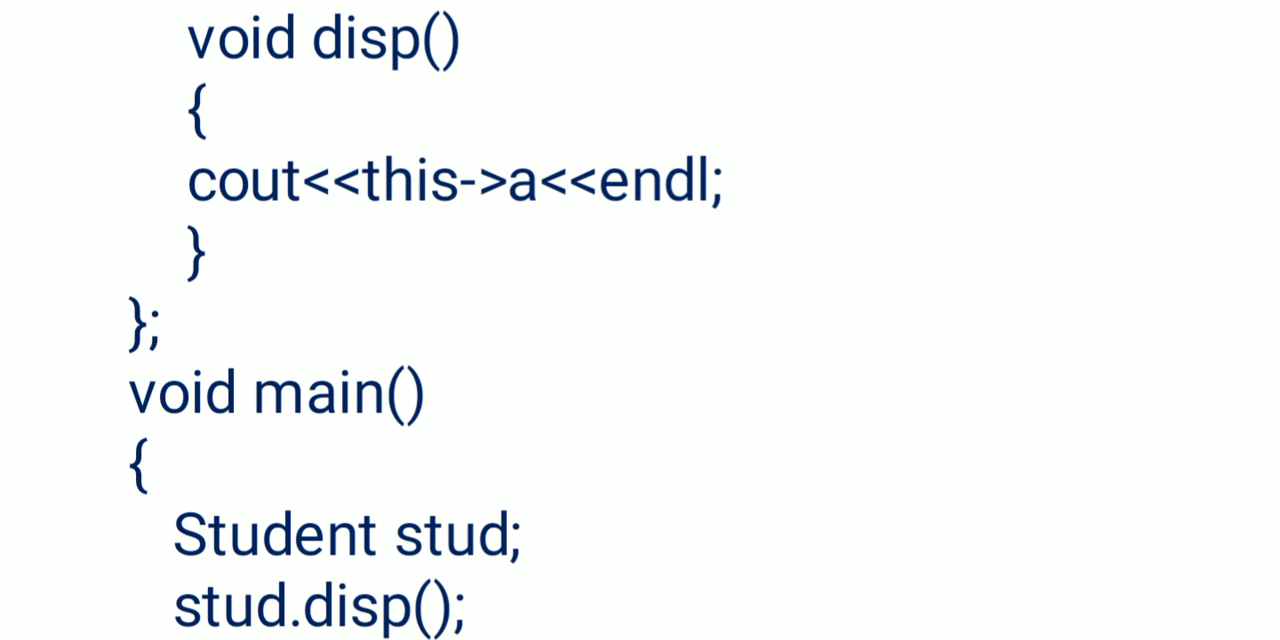 void disp()
{
cout<<this->a<<endl;
}
};
void main()
{
Student stud;
stud.disp();